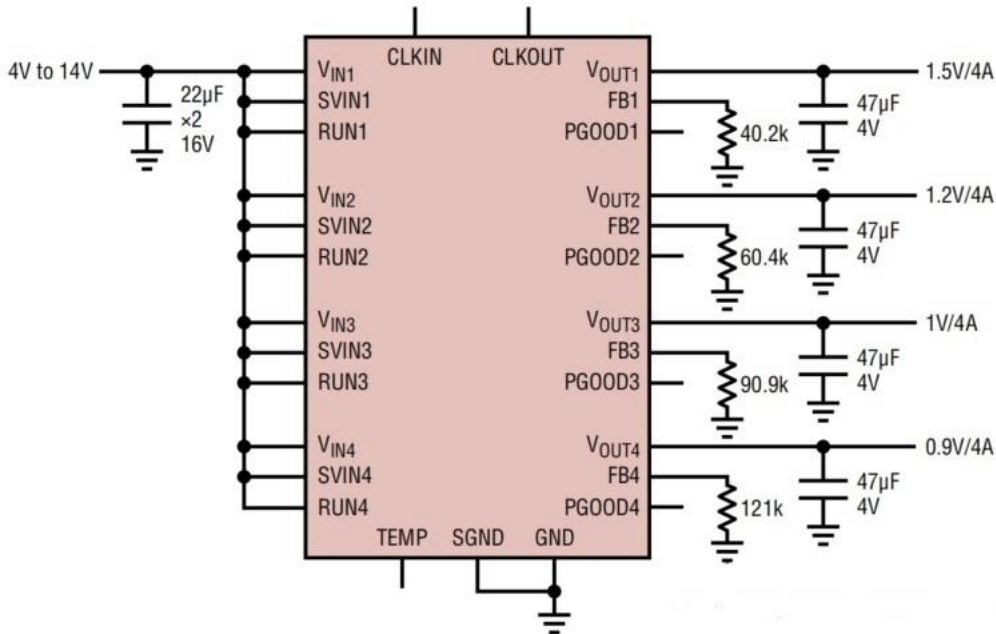 CLKIN CLKOUT
4V to 14V
22µF
×2
16V
VIN1
SVIN1
RUN1
VIN2
SVIN2
RUN2
VIN3
SVIN3
RUN3
VIN4
SVIN4
RUN4
TEMP SGND GND
VOUT1
FB1
PGOOD1
40.2k
47µF
4V
1.5V/4A
VOUT2
FB2
PGOOD2
60.4k
47µF
4V
1.2V/4A
VOUT3
FB3
PGOOD3
90.9k
47µF
4V
1V/4A
VOUT4
FB4
PGOOD4
121k
47µF
4V
0.9V/4A